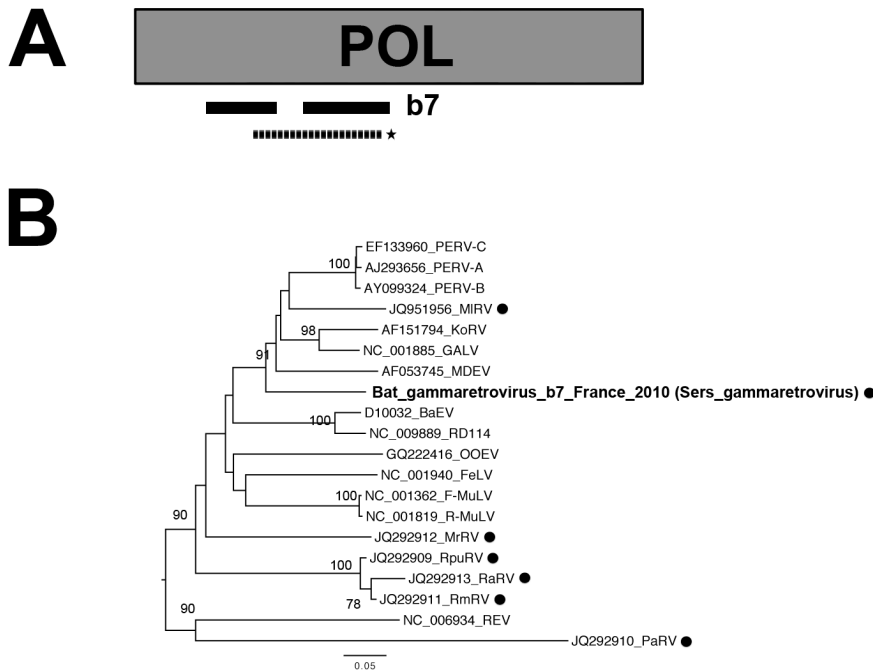 A
POL
b7
B
EF133960_PERV-C
100
AJ293656_PERV-A
AY099324_PERV-B
JQ951956_MlRV
98
AF151794_KoRV
NC_001885_GALV
91
AF053745_MDEV
Bat_gammaretrovirus_b7_France_2010 (Sers_gammaretrovirus)
D10032_BaEV
100
NC_009889_RD114
GQ222416_OOEV
NC_001940_FeLV
100
NC_001362_F-MuLV
NC_001819_R-MuLV
90
JQ292912_MrRV
JQ292909_RpuRV
100
JQ292913_RaRV
78
JQ292911_RmRV
90
NC_006934_REV
JQ292910_PaRV
0.05